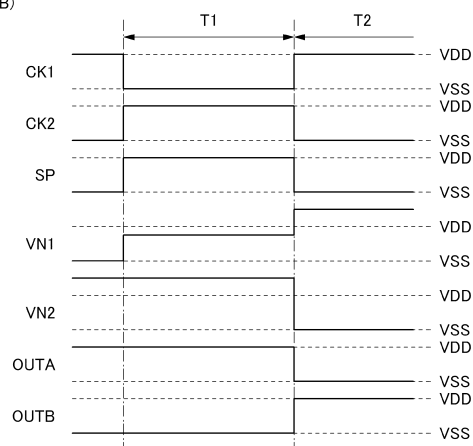 B)
T1 T2
VDD
CK1
VSS
VDD
CK2
VSS
VDD
SP
VSS
VDD
VN1
VSS
VDD
VN2
VSS
VDD
OUTA
VSS
VDD
OUTB
VSS